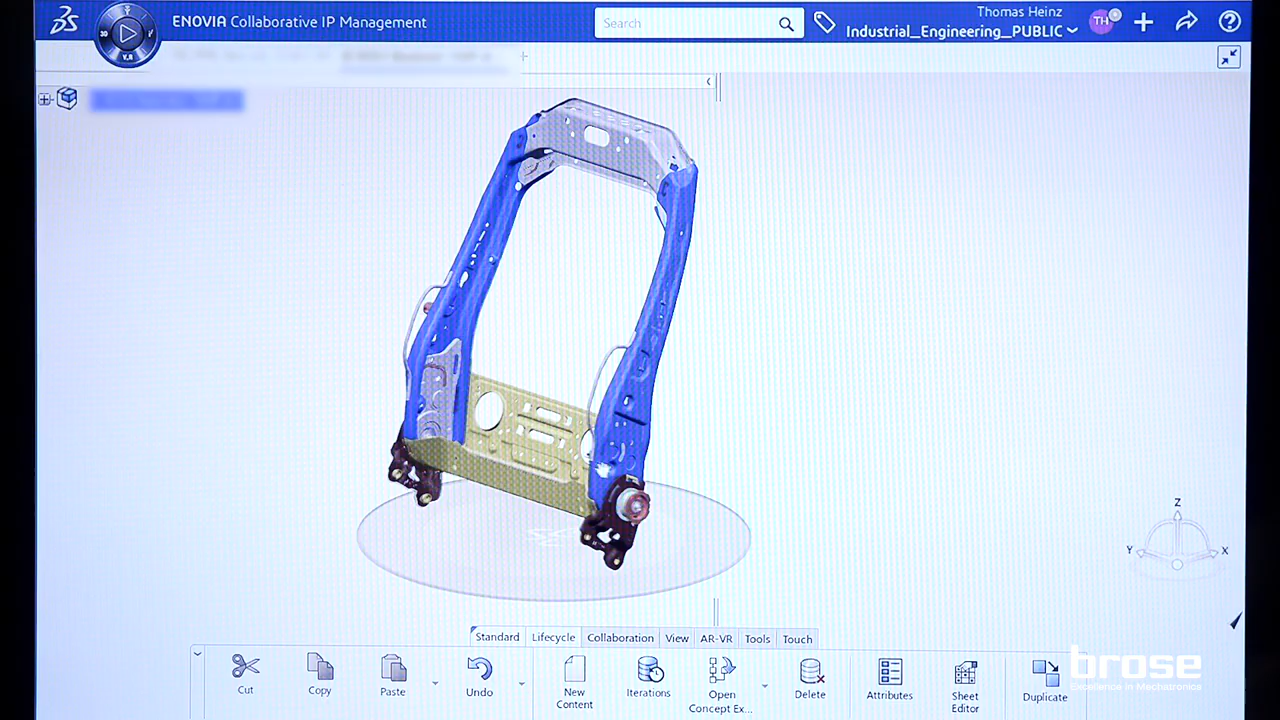 ENOVIA Collaborative IP Management
Search
Thomas Heinz
Industrial_Engineering_PUBLIC
TH
3D
V,R
Z
Y
X
Standard
Lifecycle
Collaboration
View
AR-VR
Tools
Touch
Cut
Copy
Paste
Undo
New
Content
Iterations
Open
Concept Ex...
Delete
Attributes
Sheet
Editor
Duplicate
brose
Excellence in Mechatronics